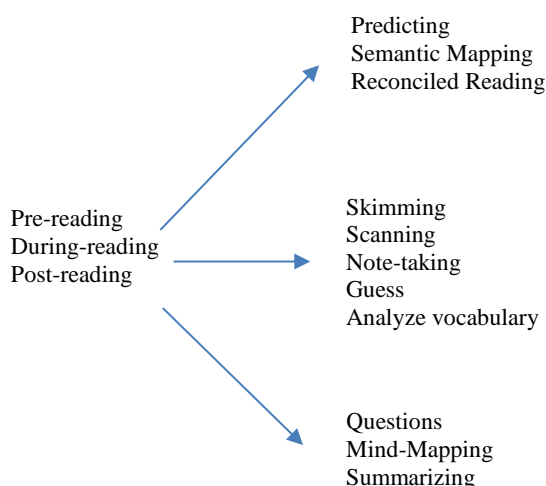 Predicting
Semantic Mapping
Reconciled Reading
Pre-reading
During-reading
Post-reading
Skimming
Scanning
Note-taking
Guess
Analyze vocabulary
Questions
Mind-Mapping
Summarizing